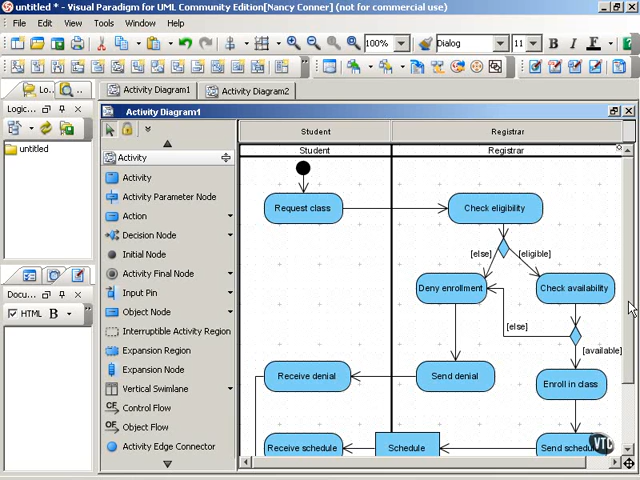 untitled * - Visual Paradigm for UML Community Edition[Nancy Conner] (not for commercial use)
File Edit View Tools Window Help
100% Dialog 11 B I F
Lo.. Activity Diagram1 Activity Diagram2
Logic...
untitled
Docu...
HTML B
Activity Diagram1
Activity
Activity
Activity Parameter Node
Action
Decision Node
Initial Node
Activity Final Node
Input Pin
Object Node
Interruptible Activity Region
Expansion Region
Expansion Node
Vertical Swimlane
CF Control Flow
OF Object Flow
Activity Edge Connector
Student Registrar
Student Registrar
Request class Check eligibility
[else] [eligible]
Deny enrollment Check availability
[else]
[available]
Receive denial Send denial Enroll in class
Receive schedule Schedule Send schedu
VTC